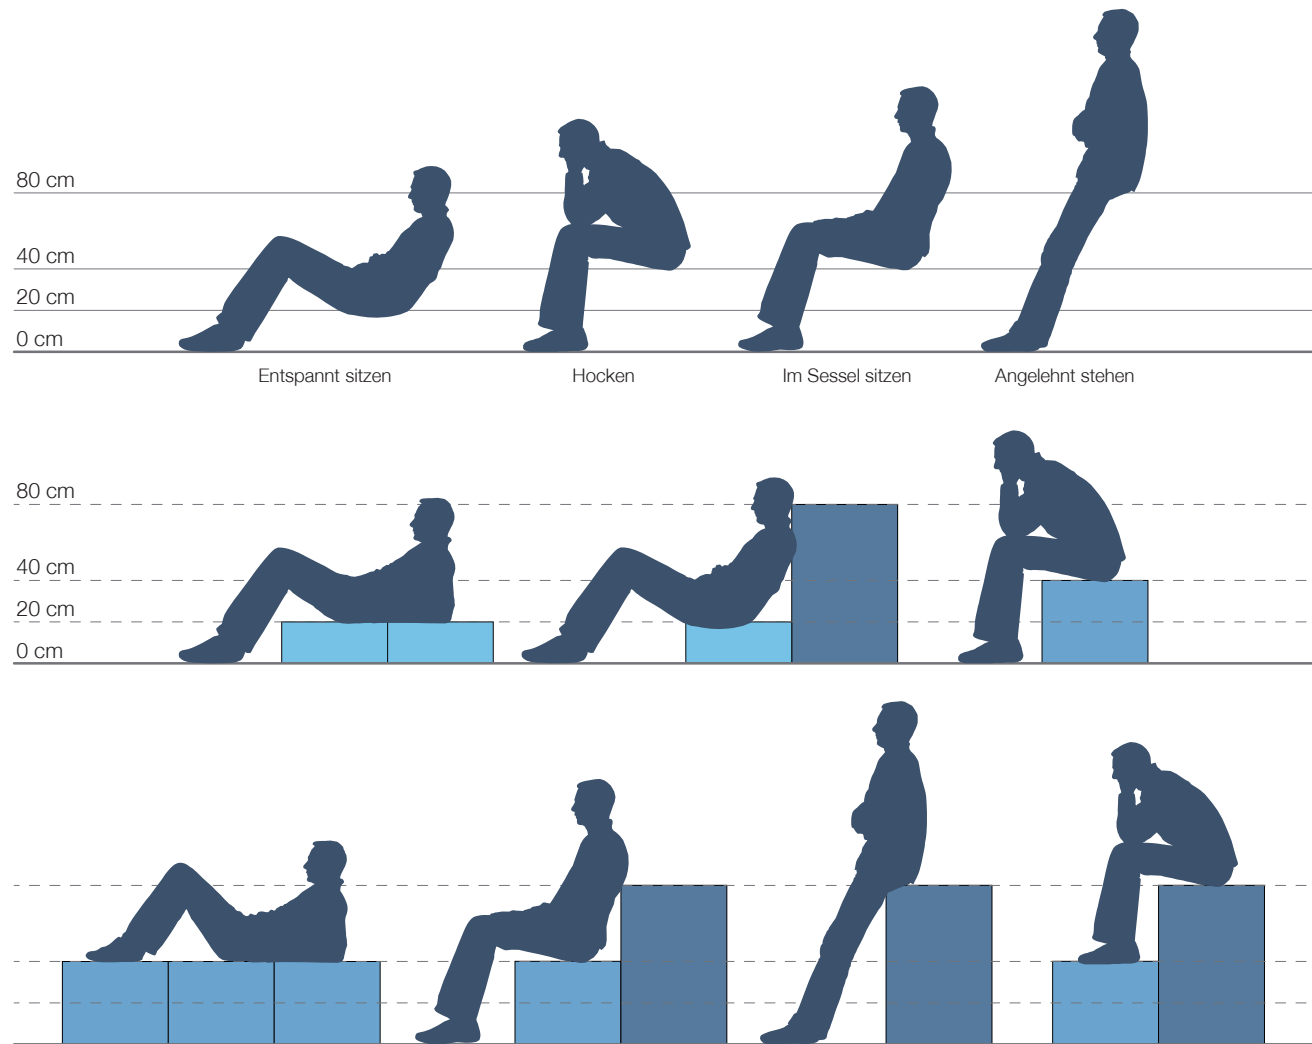 80 cm
40 cm
20 cm
0 cm
Entspannt sitzen
Hocken
Im Sessel sitzen
Angelehnt stehen
80 cm
40 cm
20 cm
0 cm